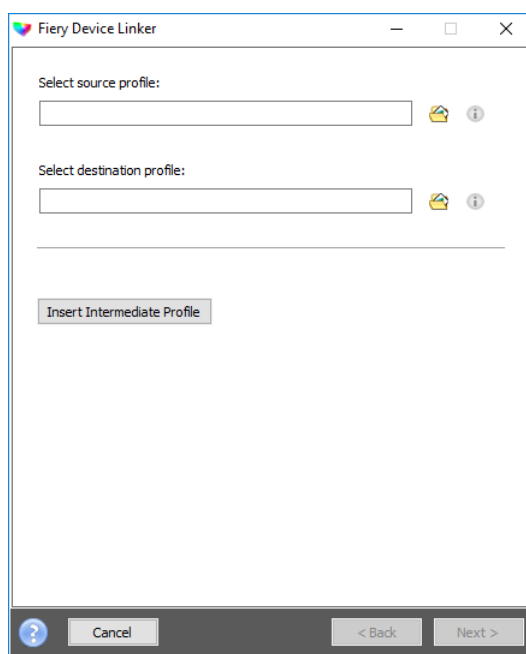 Fiery Device Linker
Select source profile:
Select destination profile:
Insert Intermediate Profile
? Cancel < Back Next >